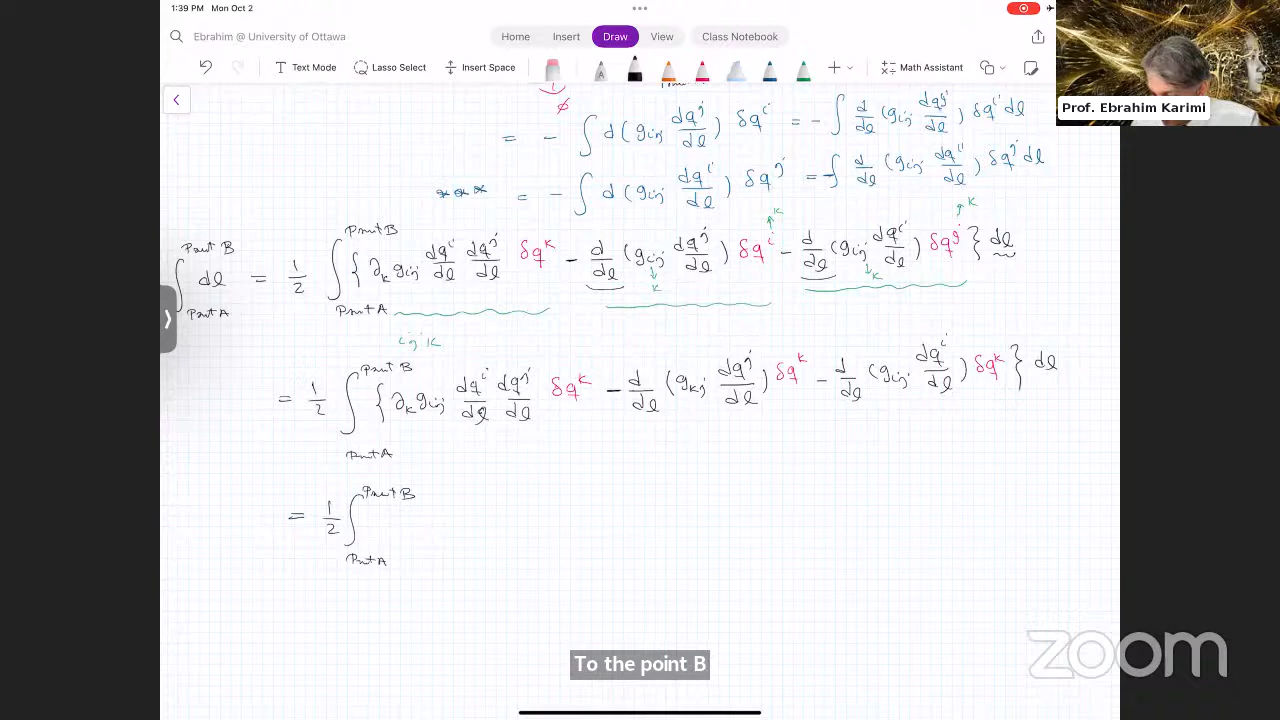 1:39 PM Mon Oct 2
Ebrahim @ University of Ottawa Home Insert Draw View Class Notebook
Text Mode Lasso Select Insert Space Math Assistant
Prof. Ebrahim Karimi
= - ∫ d ( g_ij dq^j/dl ) δq^i = - ∫ d/dl ( g_ij dq^j/dl ) δq^i dl
*** = - ∫ d ( g_ij dq^i/dl ) δq^j = - ∫ d/dl ( g_ij dq^i/dl ) δq^j dl
k k
∫ Point A Point B dl = 1/2 ∫ Point A Point B { ∂_k g_ij dq^i/dl dq^j/dl δq^k - d/dl ( g_ij dq^j/dl ) δq^i - d/dl ( g_ij dq^i/dl ) δq^j } dl
k k
i j k
= 1/2 ∫ Point A Point B { ∂_k g_ij dq^i/dl dq^j/dl δq^k - d/dl ( g_kj dq^j/dl ) δq^k - d/dl ( g_ij dq^i/dl ) δq^k } dl
= 1/2 ∫ Point A Point B
To the point B
zoom